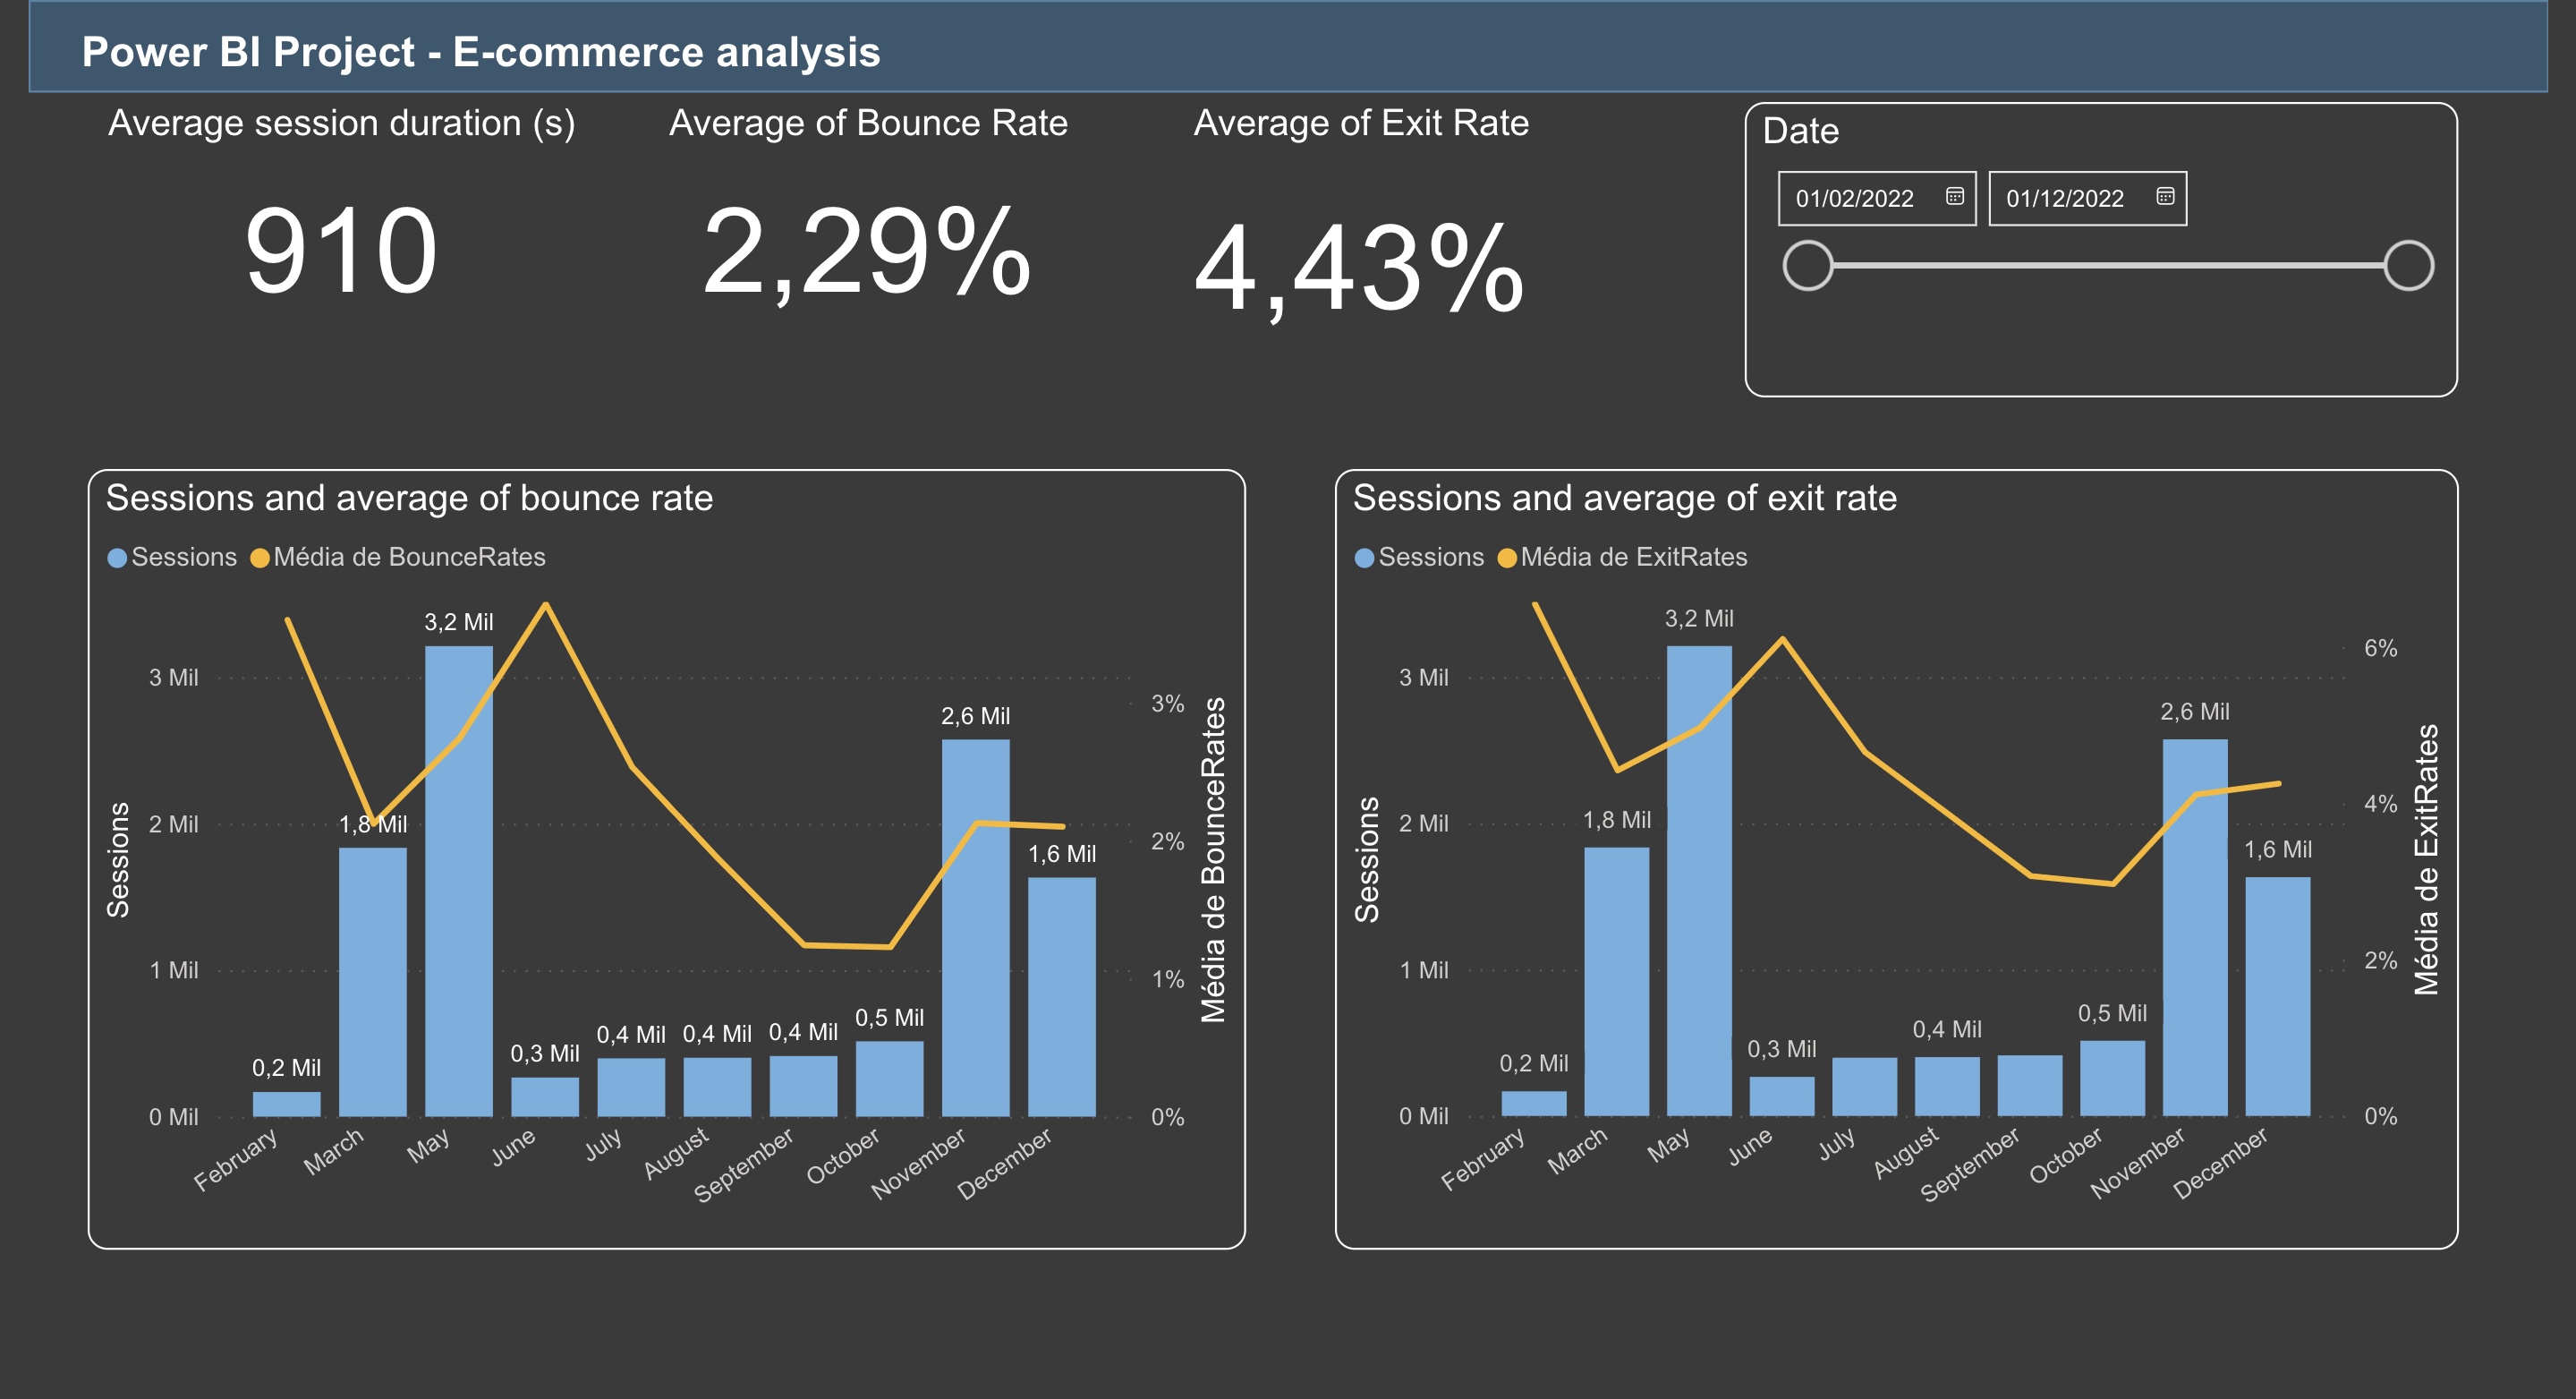 Power BI Project - E-commerce analysis
Average session duration (s)
910
Average of Bounce Rate
2,29%
Average of Exit Rate
4,43%
Date
01/02/2022
01/12/2022
Sessions and average of bounce rate
Sessions
Média de BounceRates
Sessions
3 Mil
2 Mil
1 Mil
0 Mil
0,2 Mil
1,8 Mil
3,2 Mil
0,3 Mil
0,4 Mil
0,4 Mil
0,4 Mil
0,5 Mil
2,6 Mil
1,6 Mil
3%
2%
1%
0%
Média de BounceRates
February
March
May
June
July
August
September
October
November
December
Sessions and average of exit rate
Sessions
Média de ExitRates
Sessions
3 Mil
2 Mil
1 Mil
0 Mil
0,2 Mil
1,8 Mil
3,2 Mil
0,3 Mil
0,4 Mil
0,5 Mil
2,6 Mil
1,6 Mil
6%
4%
2%
0%
Média de ExitRates
February
March
May
June
July
August
September
October
November
December